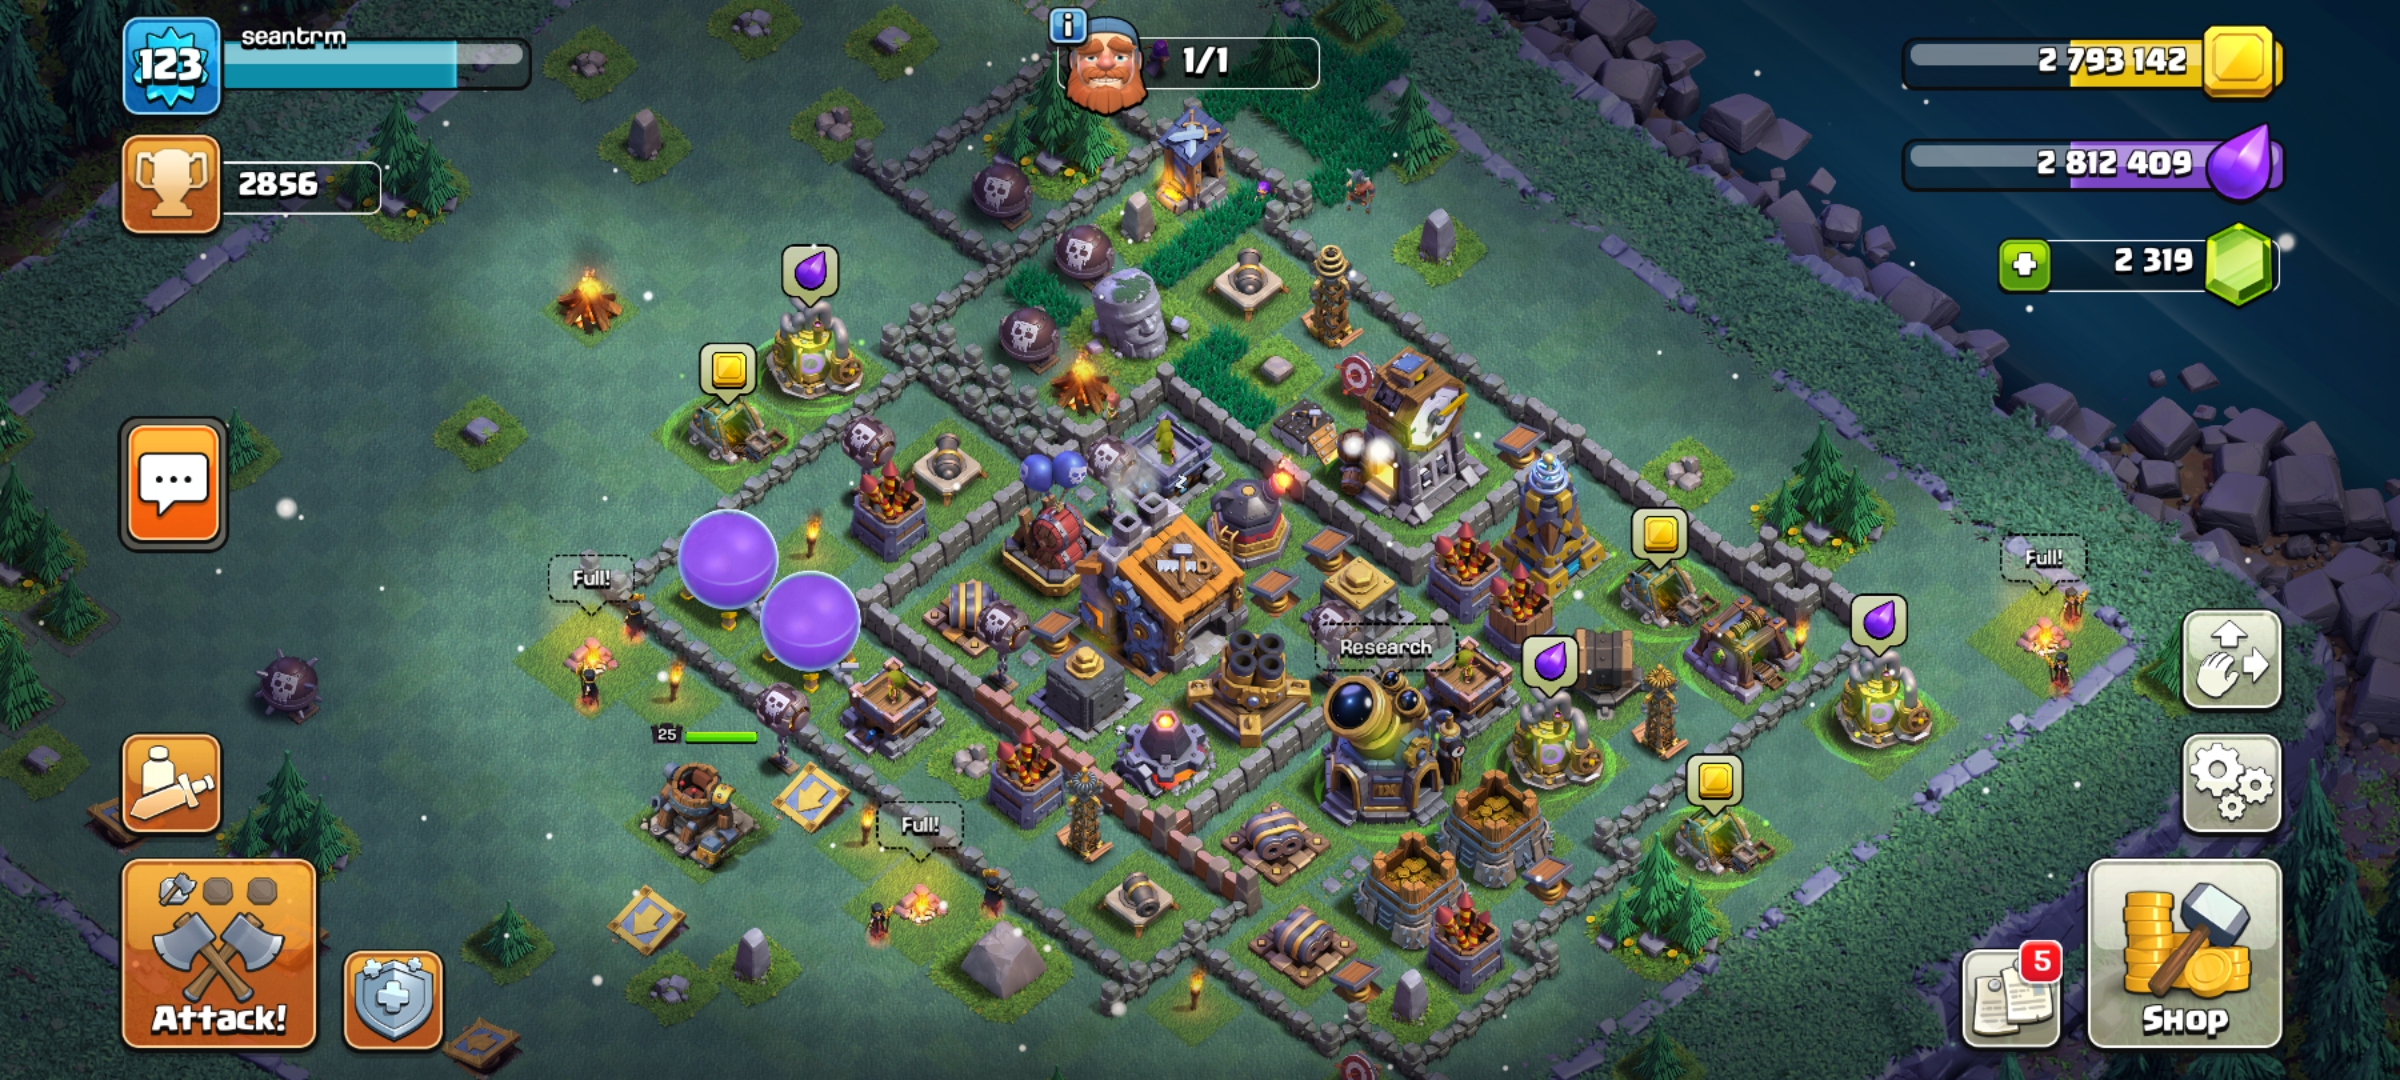 123
seantrm
i
1/1
2 793 142
2856
2 812 409
2 319
Full!
Full!
Research
25
Full!
Attack!
5
Shop